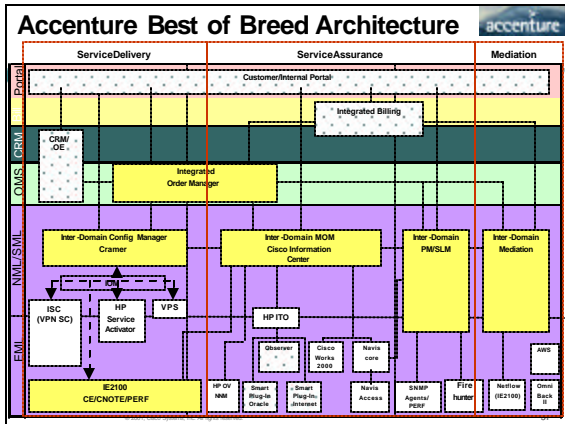 Accenture Best of Breed Architecture
accenture
ServiceDelivery
ServiceAssurance
Mediation
Portal
Customer/Internal Portal
Integrated Billing
CRM
CRM/
OE
OMS
Integrated
Order Manager
NML/SML
Inter-Domain Config Manager
Cramer
Inter-Domain MOM
Cisco Information
Center
Inter-Domain
PM/SLM
Inter-Domain
Mediation
IOM
ISC
(VPN SC)
HP
Service
Activator
VPS
HP ITO
EML
Observer
Cisco
Works
2000
Navis
core
AWS
IE2100
CE/CNOTE/PERF
HP OV
NNM
Smart
Plug-In
Oracle
Smart
Plug-In
Internet
Navis
Access
SNMP
Agents/
PERF
Fire
hunter
Netflow
(IE2100)
Omni
Back
II